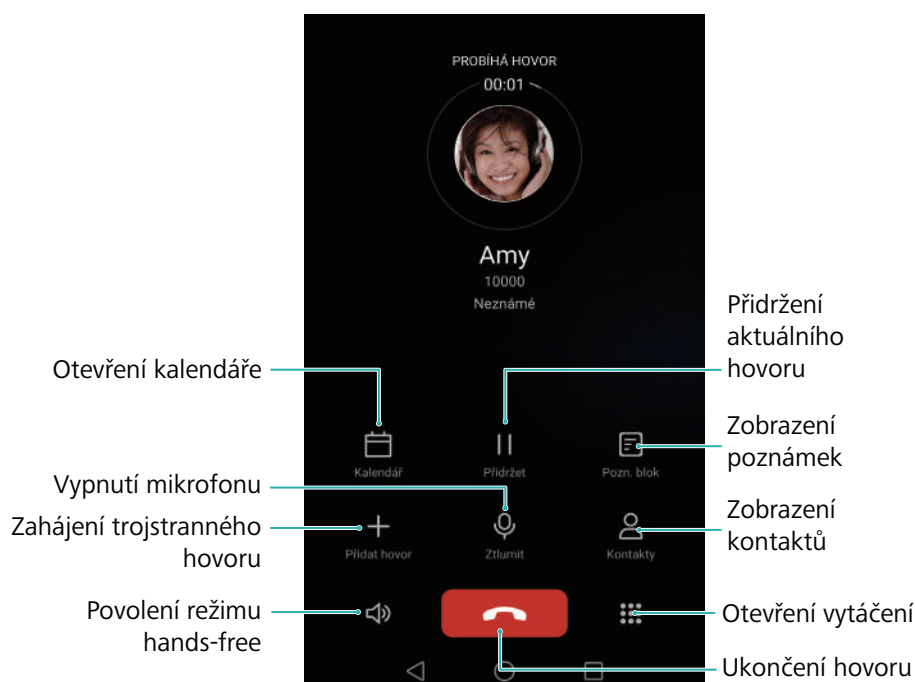 PROBÍHÁ HOVOR
00:01
Amy
10000
Neznámé
Přidržení
aktuálního
hovoru
Otevření kalendáře
Zobrazení
poznámek
Kalendář
Přidržet
Pozn. blok
Vypnutí mikrofonu
Zahájení trojstranného
hovoru
Zobrazení
kontaktů
Přidat hovor
Ztlumit
Kontakty
Povolení režimu
hands-free
Otevření vytáčení
Ukončení hovoru